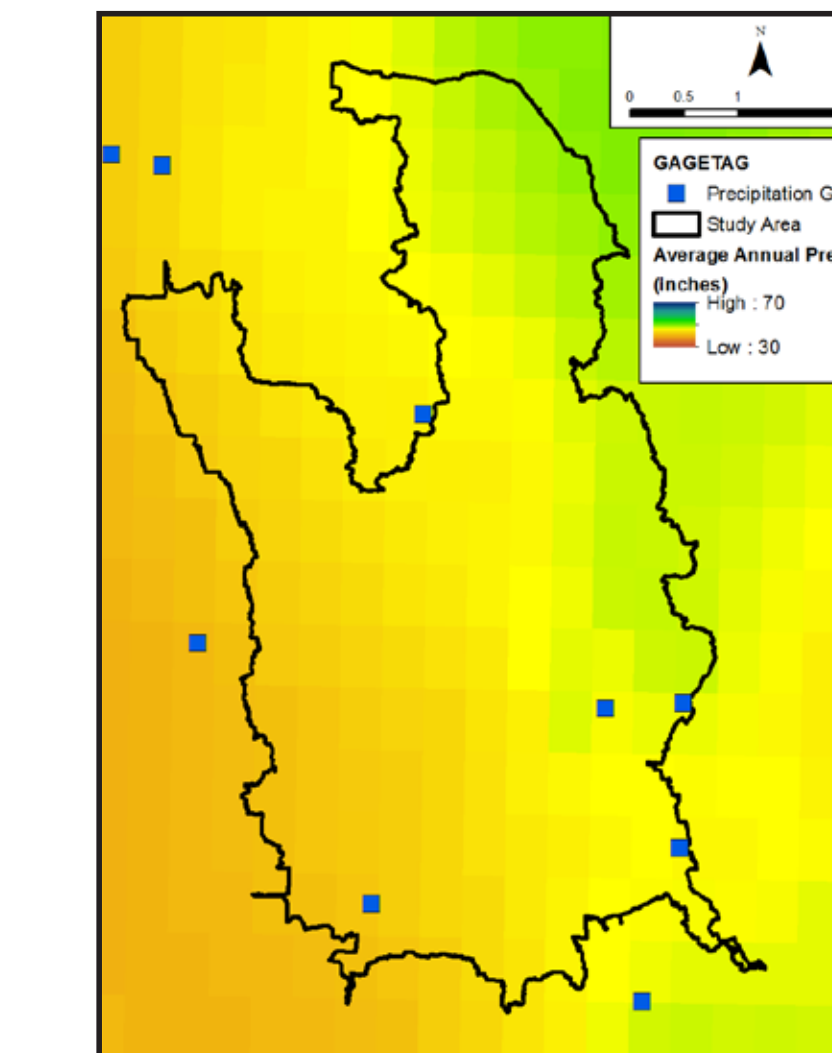 N
0 0.5 1
GAGETAG
Precipitation G
Study Area
Average Annual Pre
(Inches)
High : 70
Low : 30